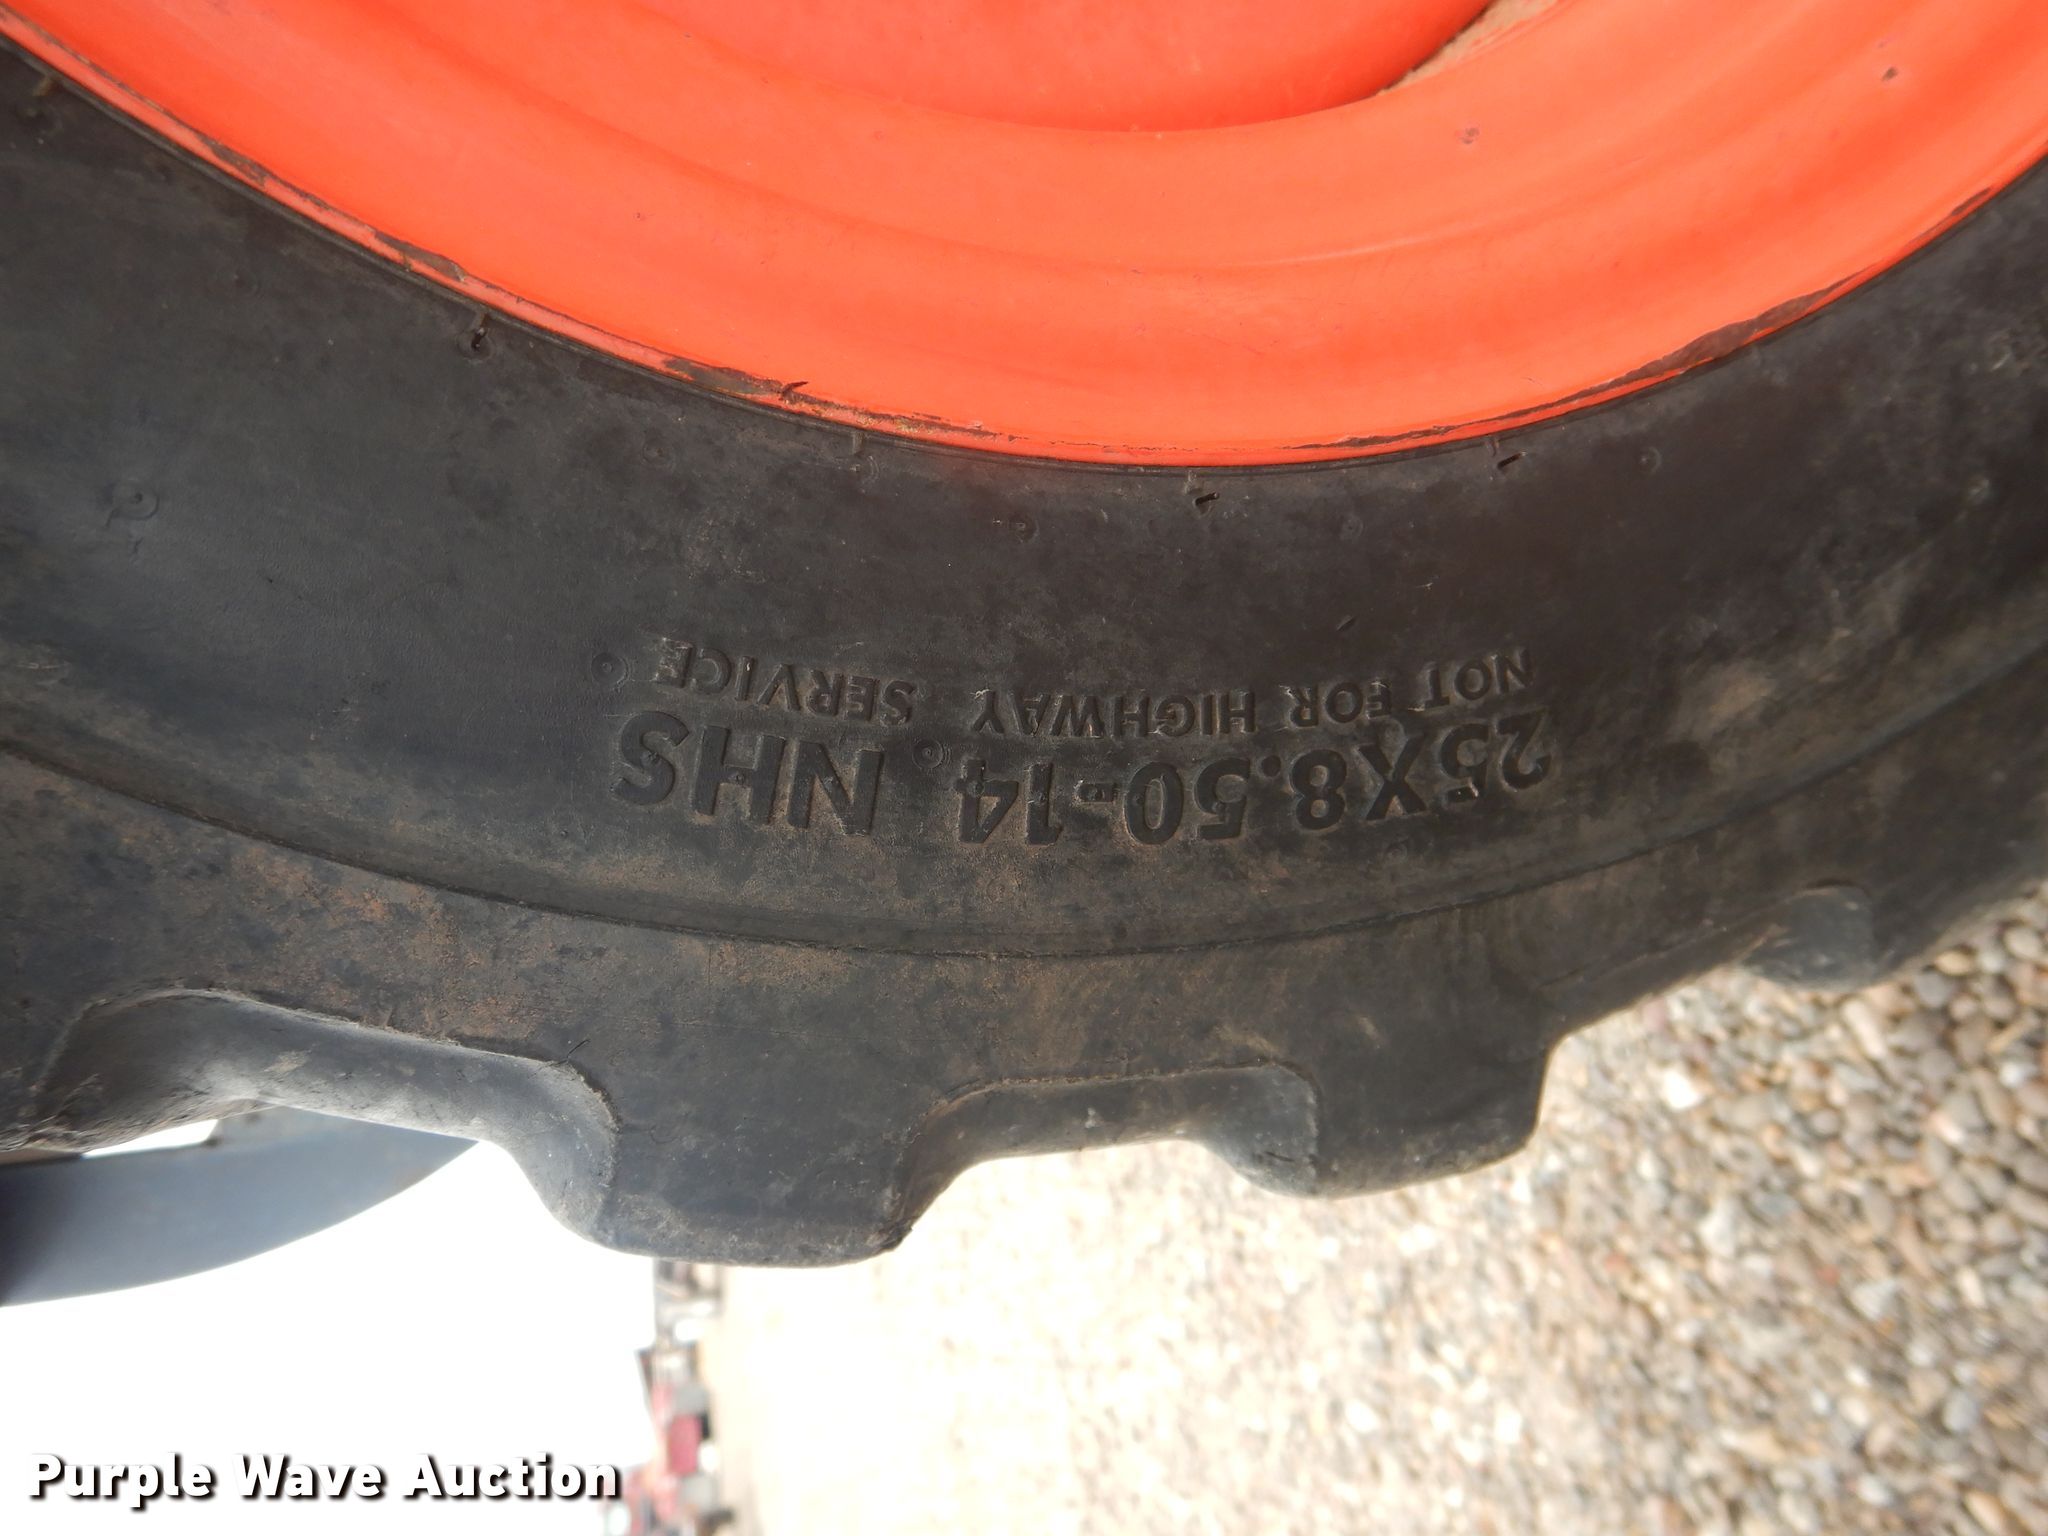 25X8.50-14 NHS
NOT FOR HIGHWAY SERVICE
Purple Wave Auction